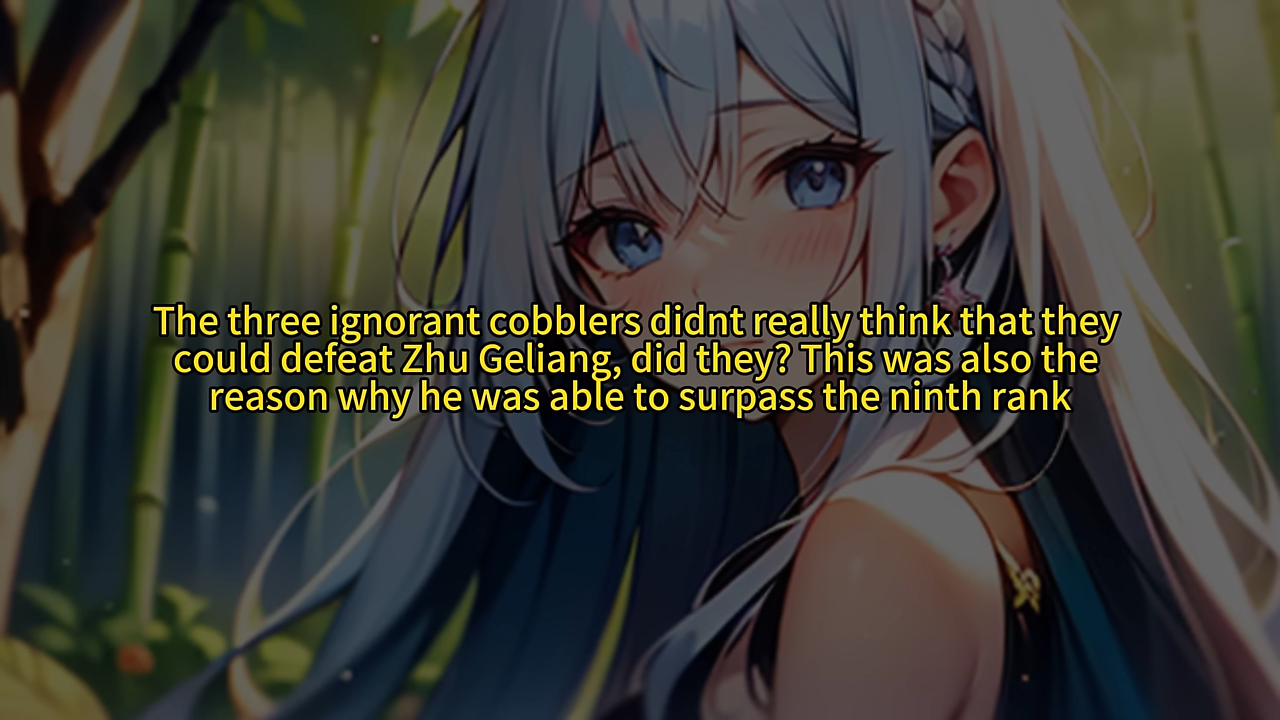 The three ignorant cobblers didnt really think that they
could defeat Zhu Geliang, did they? This was also the
reason why he was able to surpass the ninth rank